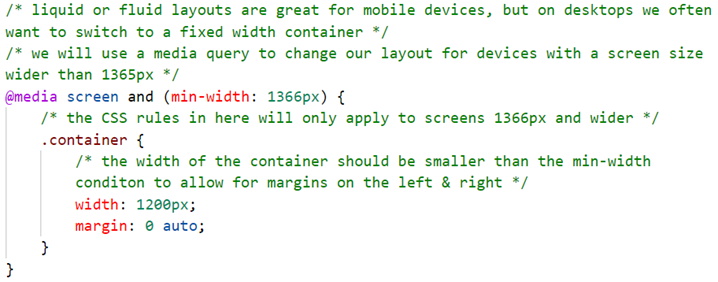 /* liquid or fluid layouts are great for mobile devices, but on desktops we often
want to switch to a fixed width container */
/* we will use a media query to change our layout for devices with a screen size
wider than 1365px */
@media screen and (min-width: 1366px) {
/* the CSS rules in here will only apply to screens 1366px and wider */
.container {
/* the width of the container should be smaller than the min-width
conditon to allow for margins on the left & right */
width: 1200px;
margin: 0 auto;
}
}